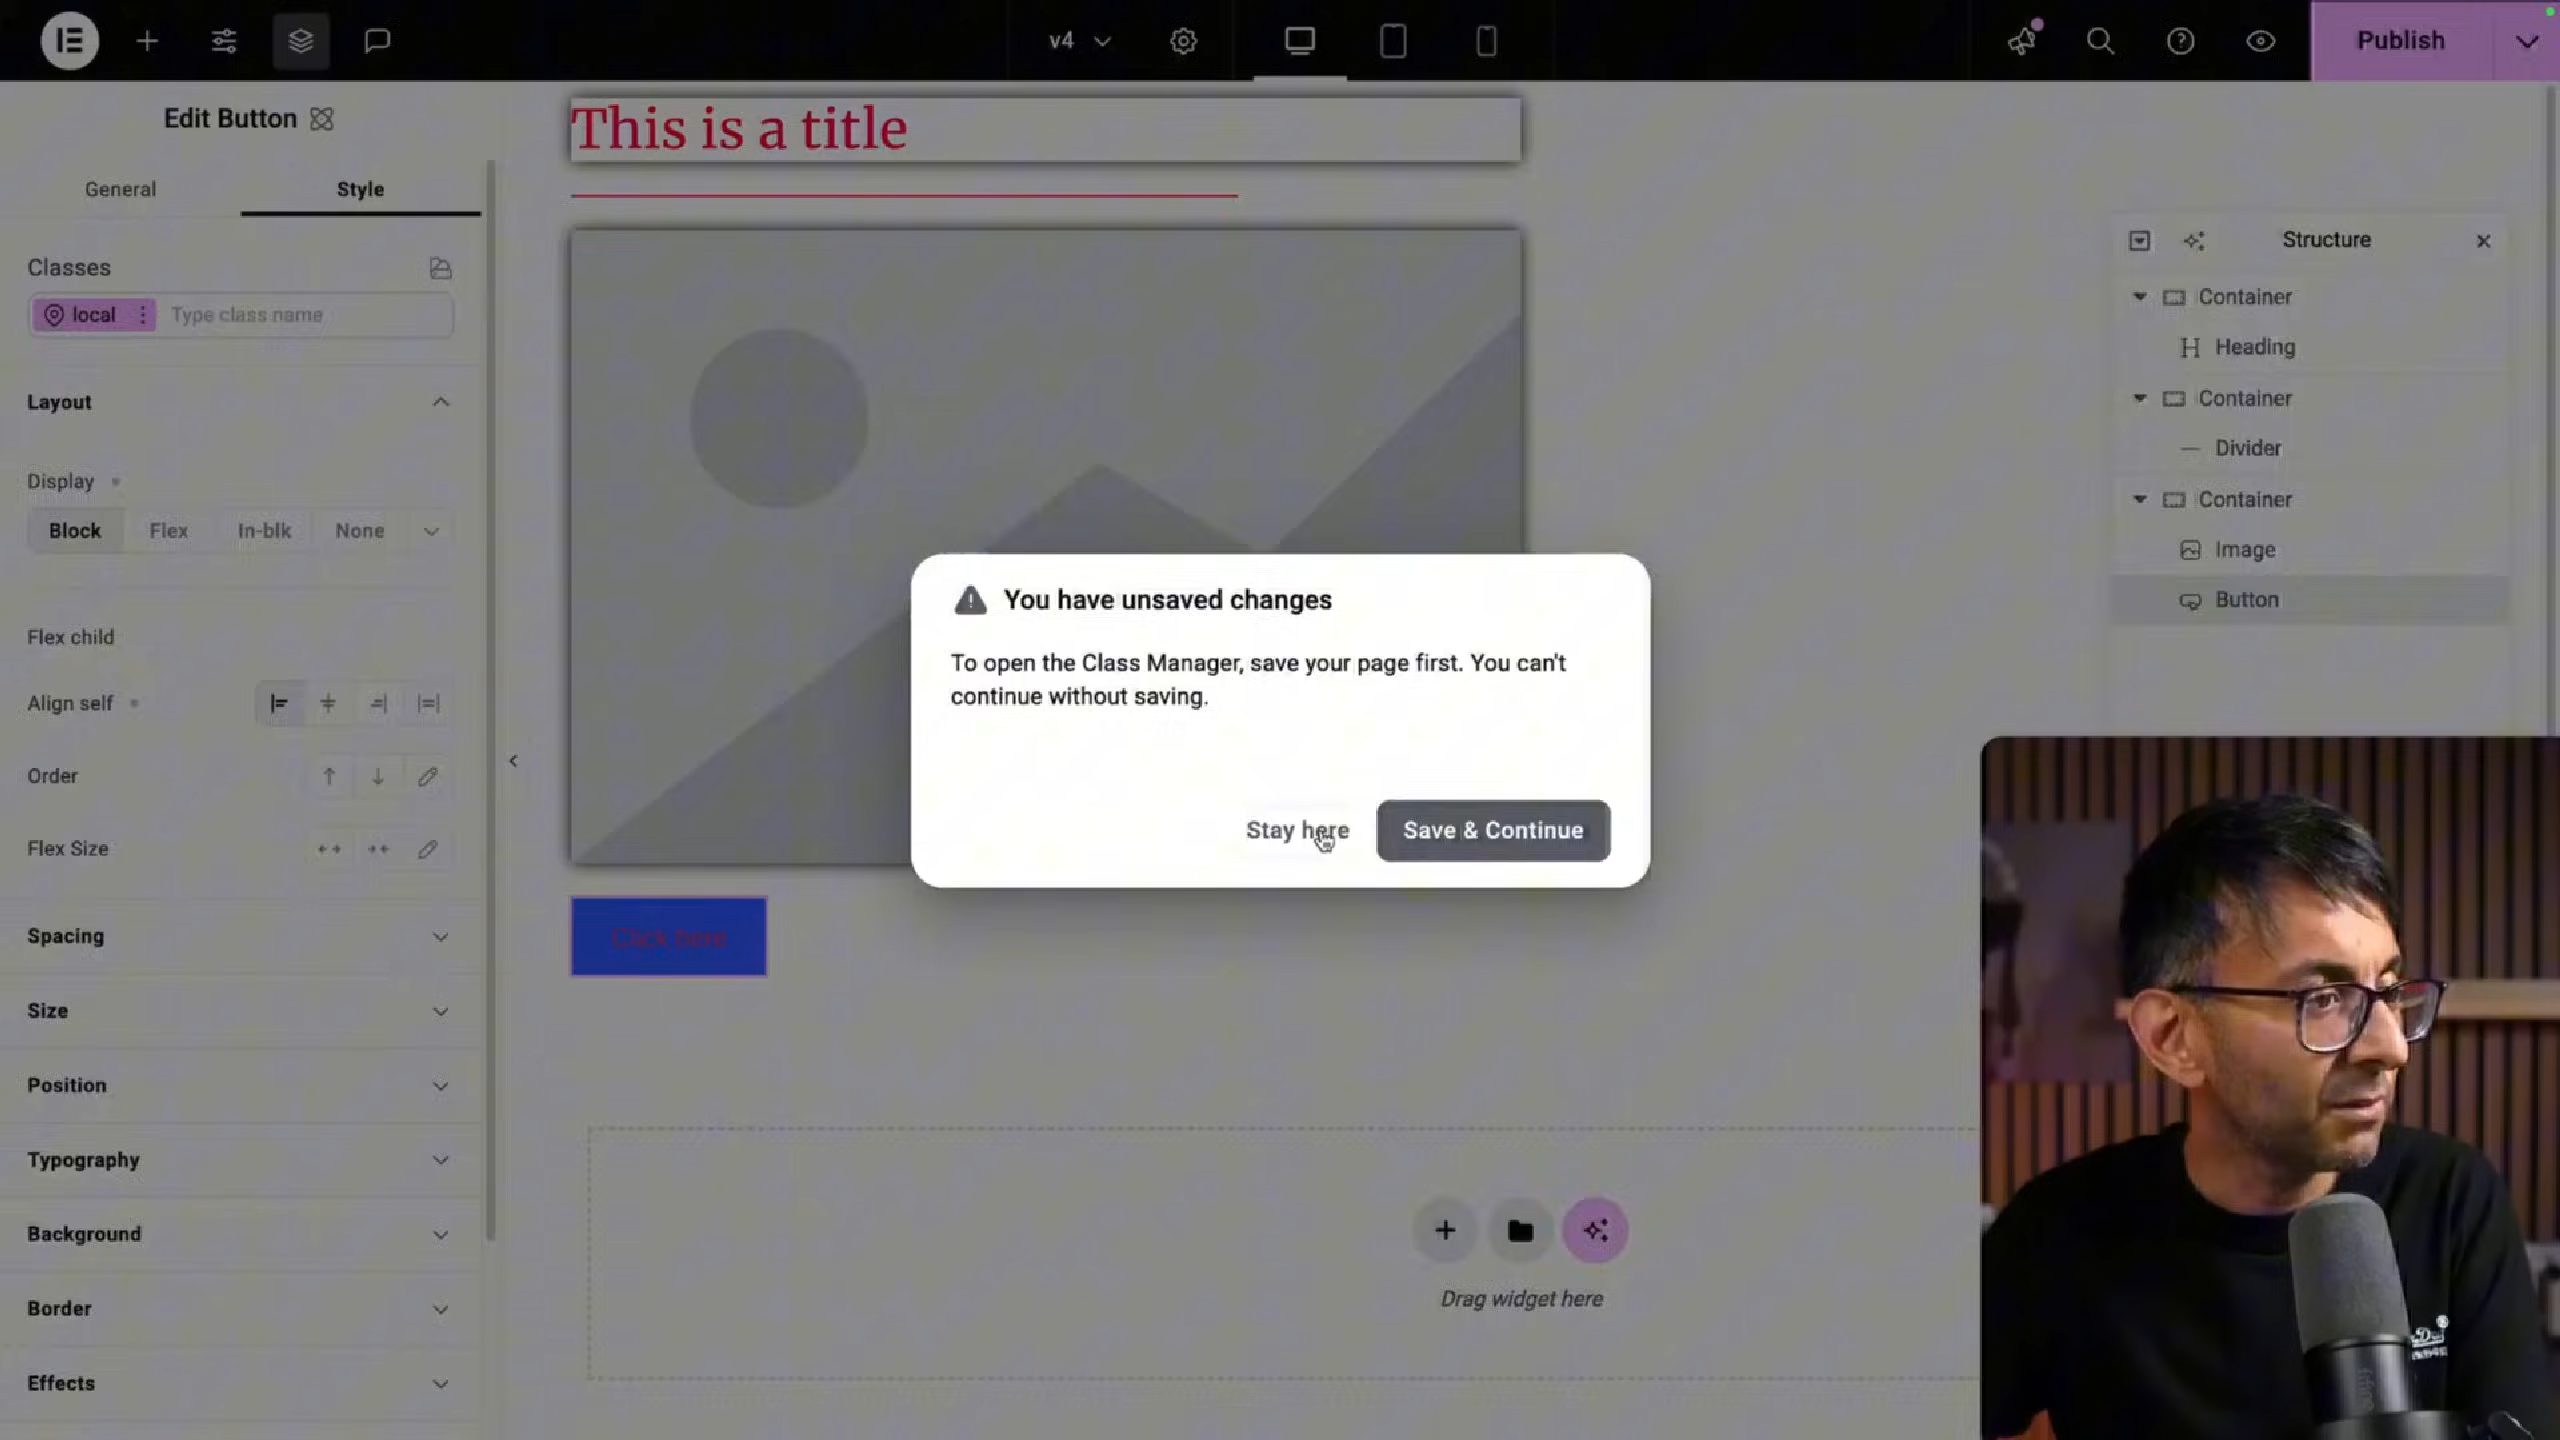 v4
Publish
Edit Button
General
Style
Classes
local
Type class name
Layout
Display
Block
Flex
In-blk
None
Flex child
Align self
Order
Flex Size
Spacing
Size
Position
Typography
Background
Border
Effects
This is a title
You have unsaved changes
To open the Class Manager, save your page first. You can't
continue without saving.
Stay here
Save & Continue
Click here
Drag widget here
Structure
Container
Heading
Container
Divider
Container
Image
Button